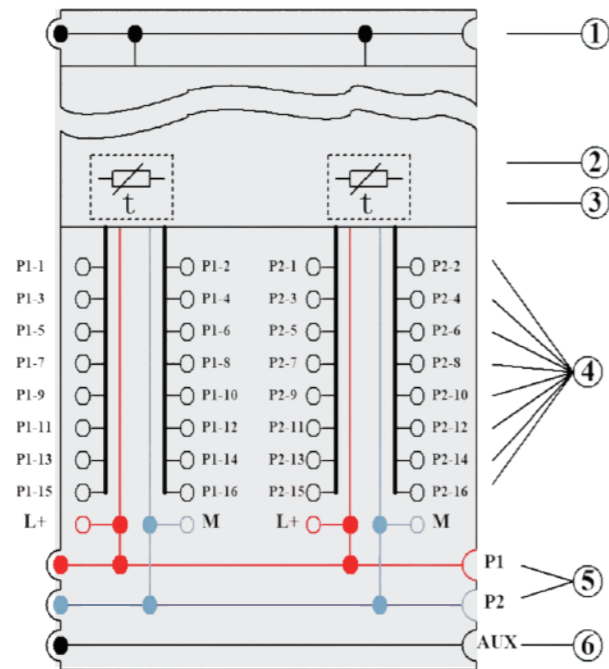 ①
②
③
t t
P1-1 P1-2 P2-1 P2-2
P1-3 P1-4 P2-3 P2-4
P1-5 P1-6 P2-5 P2-6
P1-7 P1-8 P2-7 P2-8
④
P1-9 P1-10 P2-9 P2-10
P1-11 P1-12 P2-11 P2-12
P1-13 P1-14 P2-13 P2-14
P1-15 P1-16 P2-15 P2-16
L+ M L+ M
P1
⑤
P2
AUX ⑥